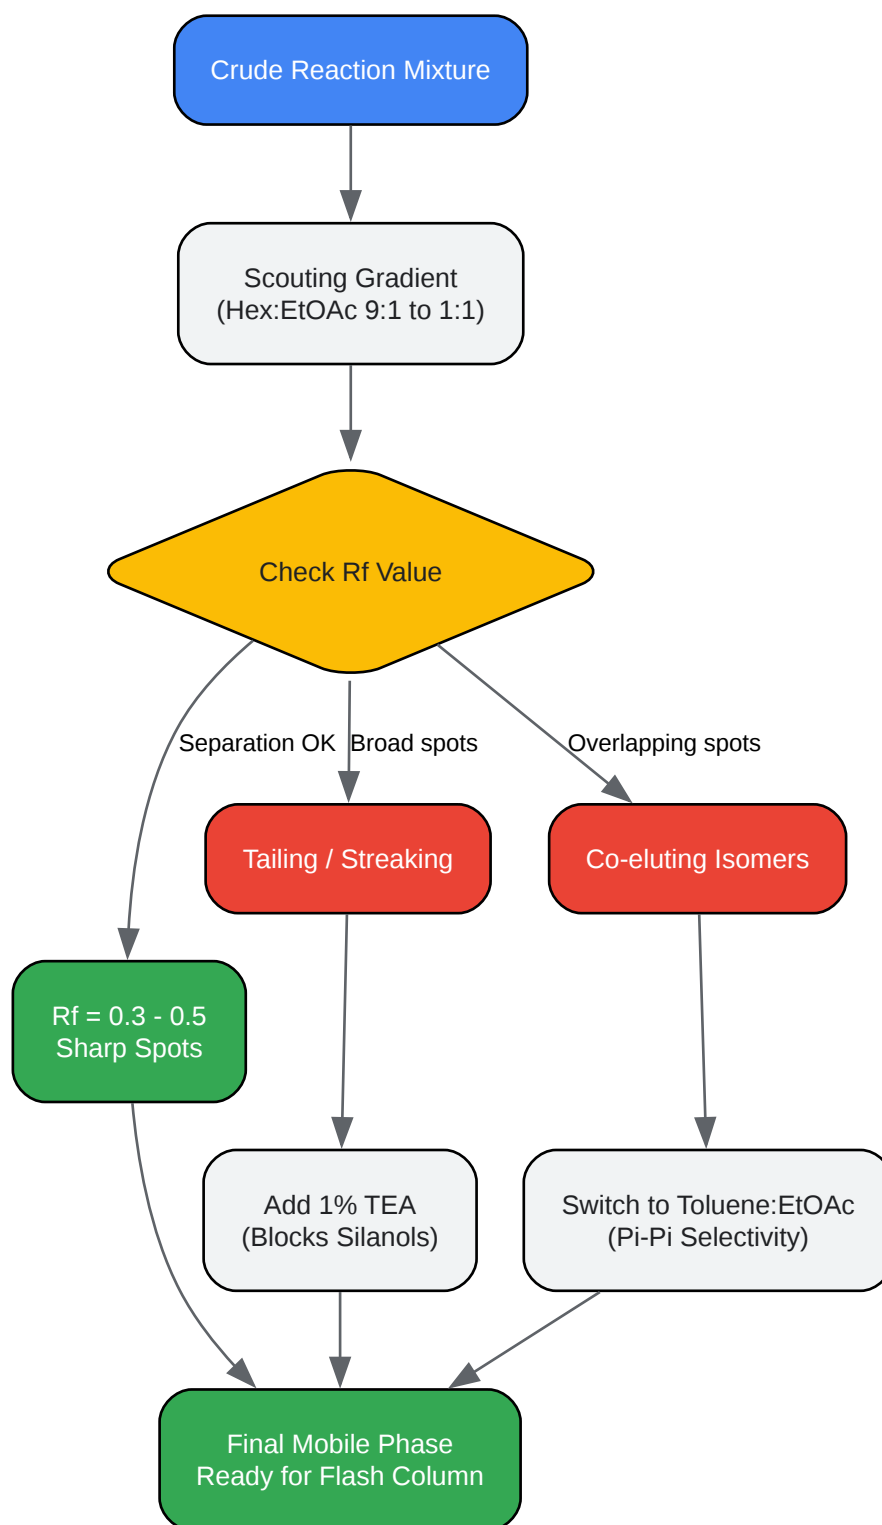 Crude Reaction Mixture
Scouting Gradient
(Hex:EtOAc 9:1 to 1:1)
Check Rf Value
Separation OK
Broad spots
Overlapping spots
Tailing / Streaking
Co-eluting Isomers
Rf = 0.3 - 0.5
Sharp Spots
Add 1% TEA
(Blocks Silanols)
Switch to Toluene:EtOAc
(Pi-Pi Selectivity)
Final Mobile Phase
Ready for Flash Column